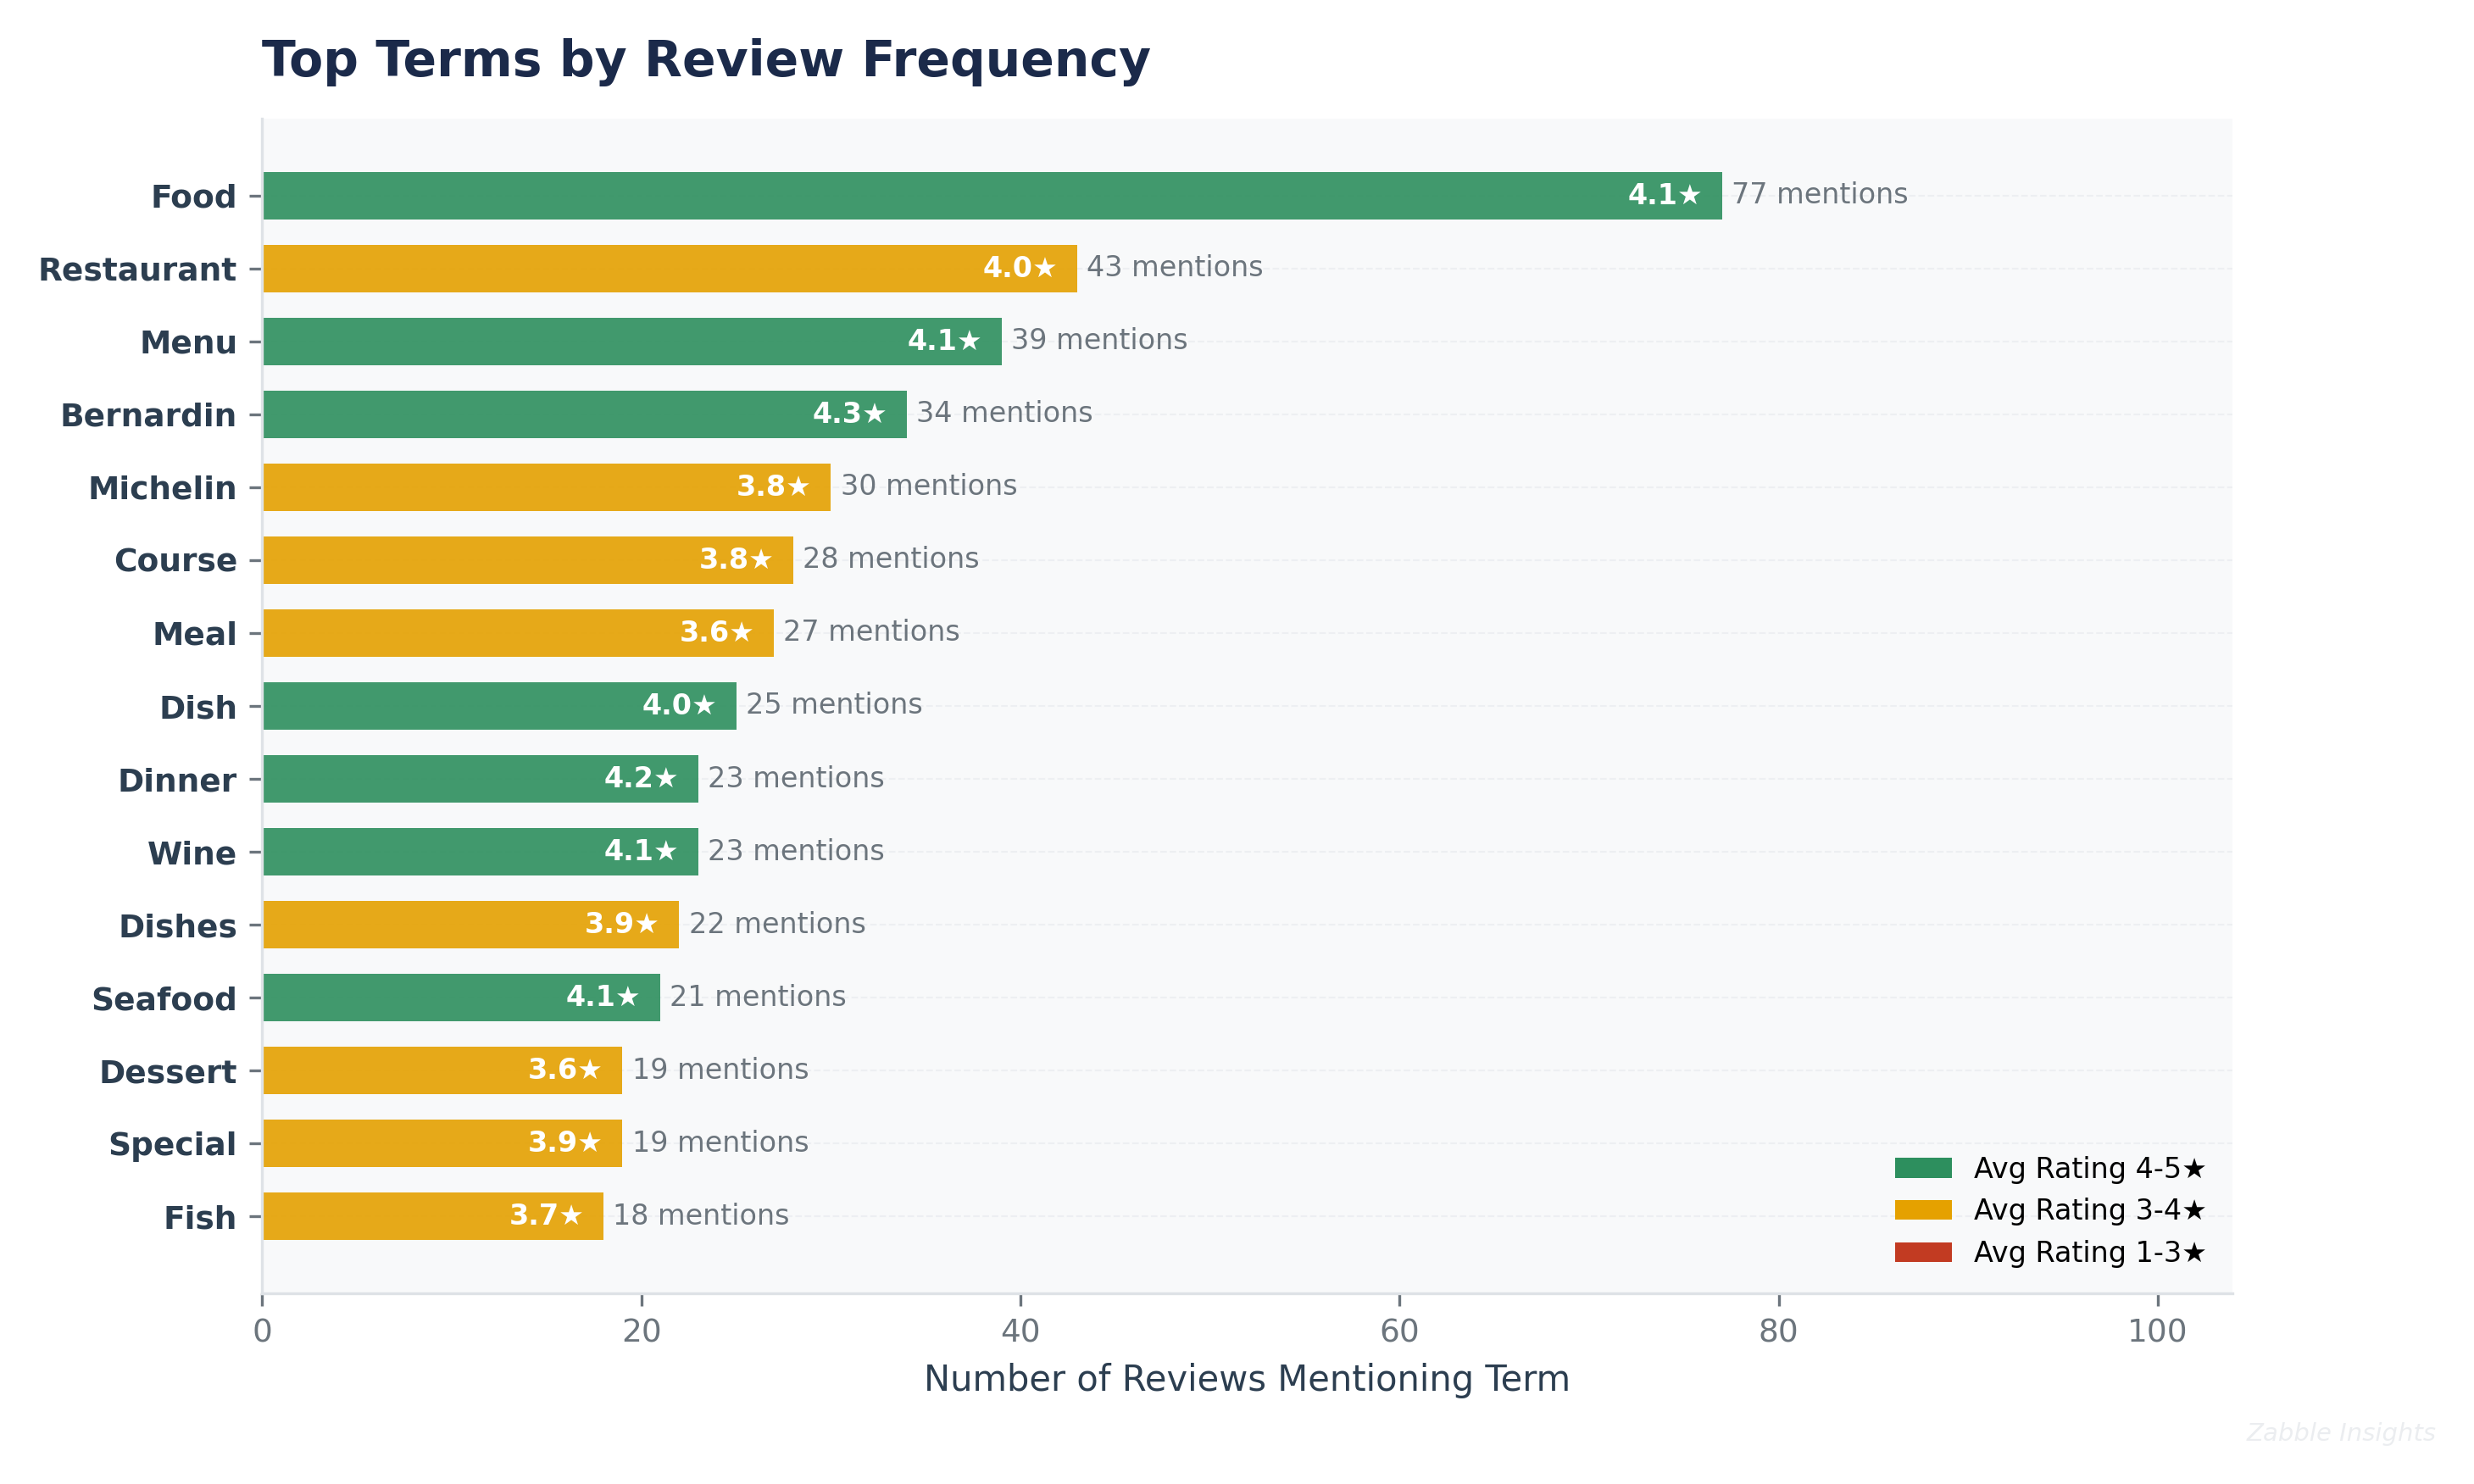 Top Terms by Review Frequency
Food 4.1★ 77 mentions
Restaurant 4.0★ 43 mentions
Menu 4.1★ 39 mentions
Bernardin 4.3★ 34 mentions
Michelin 3.8★ 30 mentions
Course 3.8★ 28 mentions
Meal 3.6★ 27 mentions
Dish 4.0★ 25 mentions
Dinner 4.2★ 23 mentions
Wine 4.1★ 23 mentions
Dishes 3.9★ 22 mentions
Seafood 4.1★ 21 mentions
Dessert 3.6★ 19 mentions
Special 3.9★ 19 mentions
Fish 3.7★ 18 mentions
Avg Rating 4-5★
Avg Rating 3-4★
Avg Rating 1-3★
0 20 40 60 80 100
Number of Reviews Mentioning Term
Zabble Insights